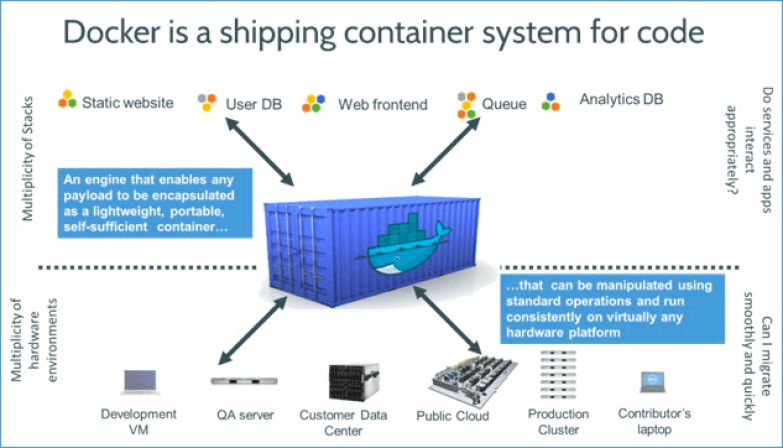 Docker is a shipping container system for code
Static website
User DB
Web frontend
Queue
Analytics DB
Multiplicity of Stacks
Do services and apps
interact
appropriately?
An engine that enables any
payload to be encapsulated
as a lightweight, portable,
self-sufficient container...
...that can be manipulated using
standard operations and run
consistently on virtually any
hardware platform
Multiplicity of
hardware
environments
Can I migrate
smoothly and quickly
Development
VM
QA server
Customer Data
Center
Public Cloud
Production
Cluster
Contributor's
laptop